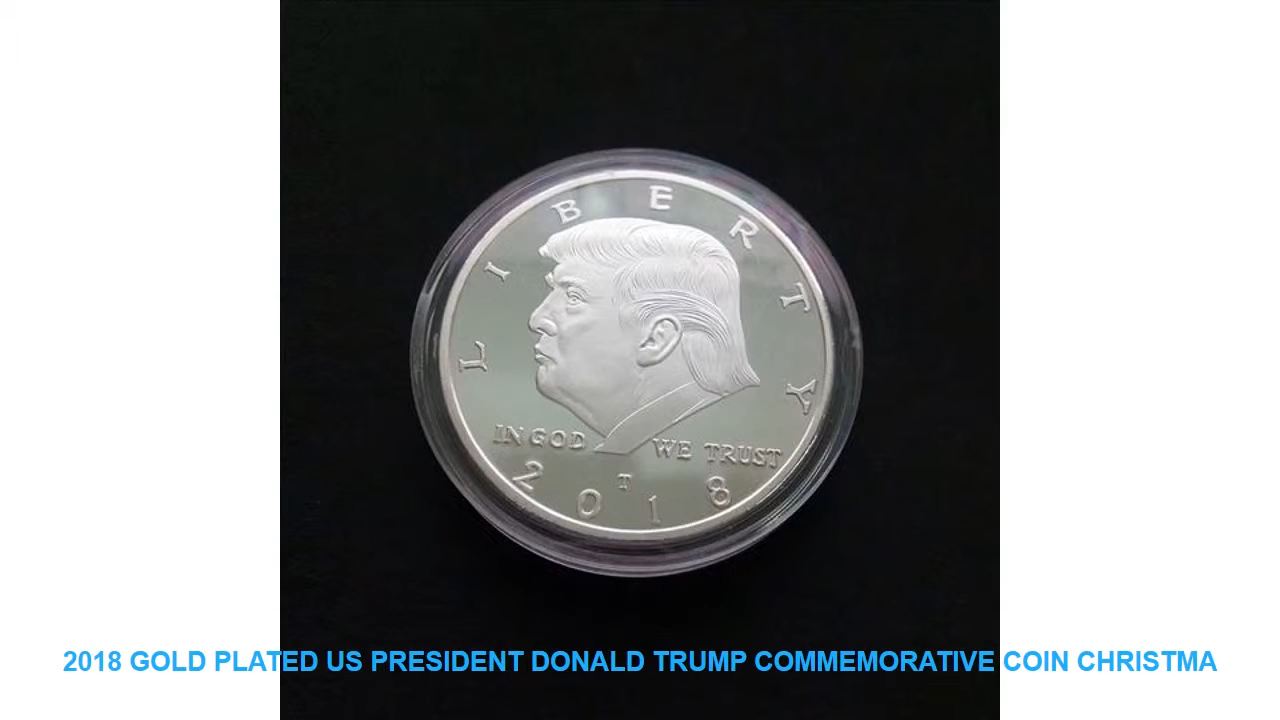 LIBERTY
IN GOD WE TRUST
T
2018
2018 GOLD PLATED US PRESIDENT DONALD TRUMP COMMEMORATIVE COIN CHRISTMA